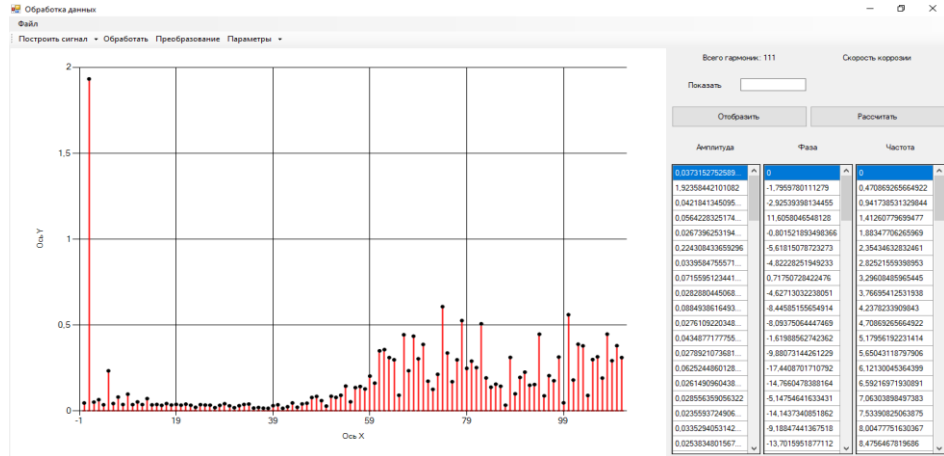 Обработка данных
Файл
Построить сигнал Обработать Преобразование Параметры
Всего гармоник: 111 Скорость коррозии
Показать
Отобразить Рассчитать
Амплитуда Фаза Частота
0,0373152752589... 0 0
1,92358442101082 -1,7959780111279 0,470869265664922
0,0421841345095... -2,92539398134455 0,941738531329844
0,0564228325174... 11,6058046548128 1,41260779699477
0,0267396253194... -0,801521893498366 1,88347706265969
0,224308433659296 -5,61815078723273 2,35434632832461
0,0339584755571... -4,82228251949233 2,82521559398953
0,0715595123441... 0,71750728422476 3,29608485965445
0,0282880445068... -4,62713032238051 3,76695412531938
0,0884938616493... -8,44585155654914 4,2378233909843
0,0276109220348... -8,09375064447469 4,70869265664922
0,0434877177755... -1,61988562742362 5,17956192231414
0,0278921073681... -9,88073144261229 5,65043118797906
0,0625244860128... -17,4408701710792 6,12130045364399
0,0261490960438... -14,7660478388164 6,59216971930891
0,028556359056322 -5,14754641633431 7,06303898497383
0,0235593724906... -14,1437340851862 7,53390825063875
0,0335294053142... -9,18847441367518 8,00477751630367
0,0253834801567... -13,7015951877112 8,4756467819686
2
1,5
1
0,5
0
Ось Y
-1 19 39 59 79 99
Ось X